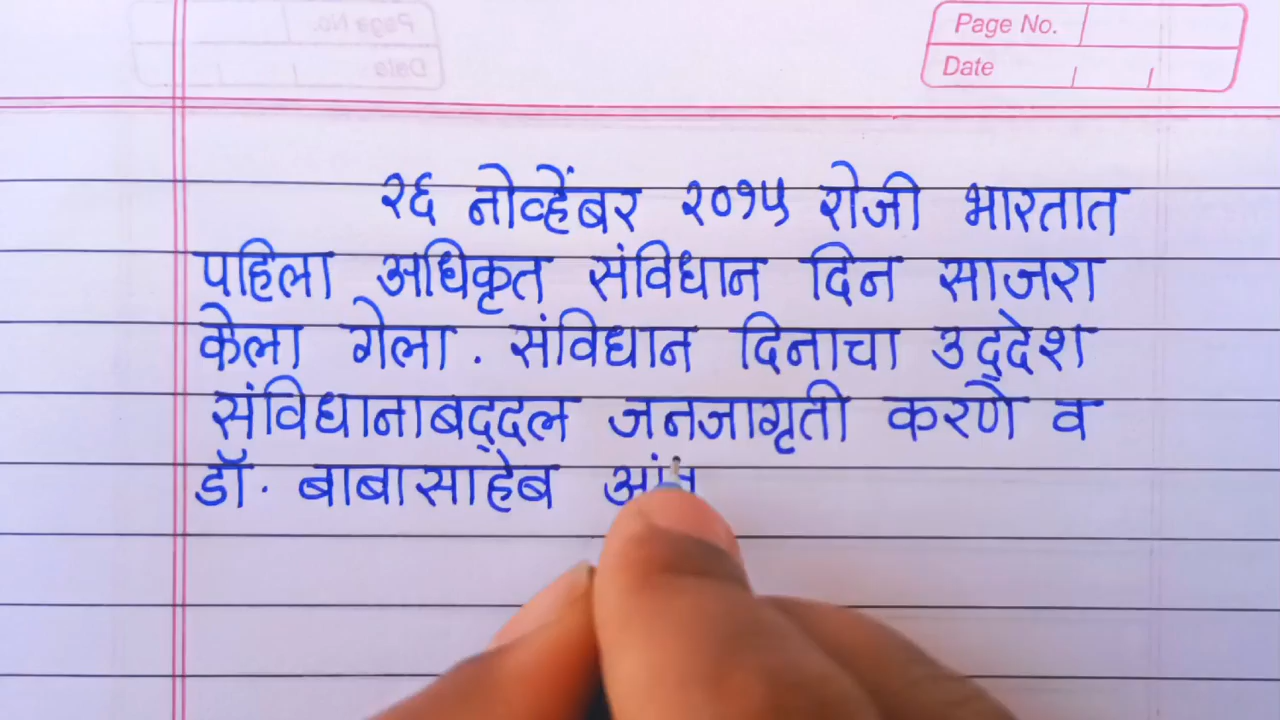 Page No.
Date
२६ नोव्हेंबर २०१५ रोजी भारतात
पहिला अधिकृत संविधान दिन साजरा
केला गेला. संविधान दिनाचा उद्‌देश
संविधानाबद्‌दल जनजागृती करणे व
डॉ. बाबासाहेब